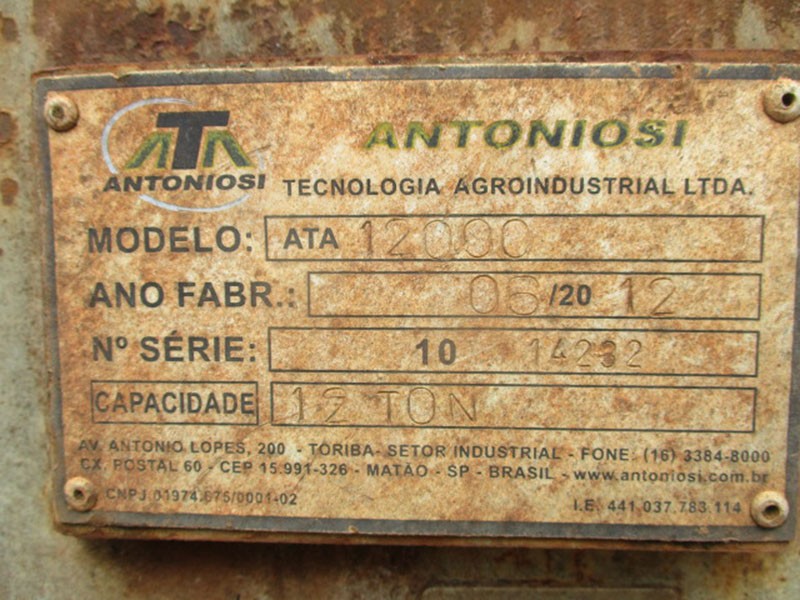 ATA
ANTONIOSI
ANTONIOSI
TECNOLOGIA AGROINDUSTRIAL LTDA.
MODELO: ATA 12000
ANO FABR.: /20 12
Nº SÉRIE: 10 14232
CAPACIDADE 12 TON
AV. ANTONIO LOPES, 200 - TORIBA- SETOR INDUSTRIAL - FONE: (16) 3384-8000
CX. POSTAL 60 - CEP 15.991-326 - MATÃO - SP - BRASIL - www.antoniosi.com.br
CNPJ 01974.675/0001-02
I.E. 441.037.783.114